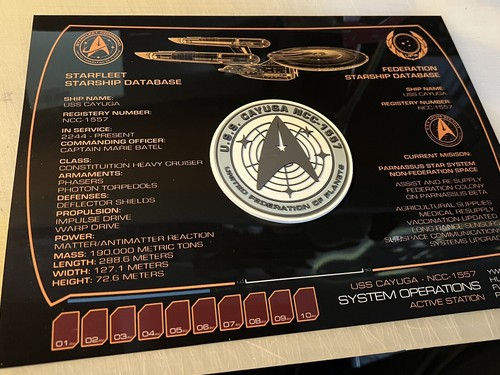 STARFLEET
STARSHIP DATABASE
SHIP NAME:
USS CAYUGA
REGISTERY NUMBER:
NCC-1557
IN SERVICE:
2244 - PRESENT
COMMANDING OFFICER:
CAPTAIN MARIE BATEL
CLASS:
CONSTITUITION HEAVY CRUISER
ARMAMENTS:
PHASERS
PHOTON TORPEDOES
DEFENSES:
DEFLECTOR SHIELDS
PROPULSION:
IMPULSE DRIVE
WARP DRIVE
POWER:
MATTER/ANTIMATTER REACTION
MASS: 190,000 METRIC TONS
LENGTH: 288.6 METERS
WIDTH: 127.1 METERS
HEIGHT: 72.6 METERS
01
02
03
04
05
06
07
08
09
10
U.S.S CAYUGA NCC-1557
UNITED FEDERATION OF PLANETS
FEDERATION
STARSHIP DATABASE
SHIP NAME:
USS CAYUGA
REGISTERY NUMBER:
NCC-1557
CURRENT MISISON:
PARNASSUS STAR SYSTEM
NON-FEDERATION SPACE
ASSIST AND RE SUPPLY
FEDERATION COLONY
ON PARNASSUS BETA
AGRICULTURAL SUPPLIES
MEDICAL RESUPPLY
VACCINATION UPDATES
LONG RANGE SENSORS
SUBSPACE COMMUNICATIONS
SYSTEMS UPGRADE
USS CAYUGA - NCC-1557
SYSTEM OPERATIONS
ACTIVE STATION